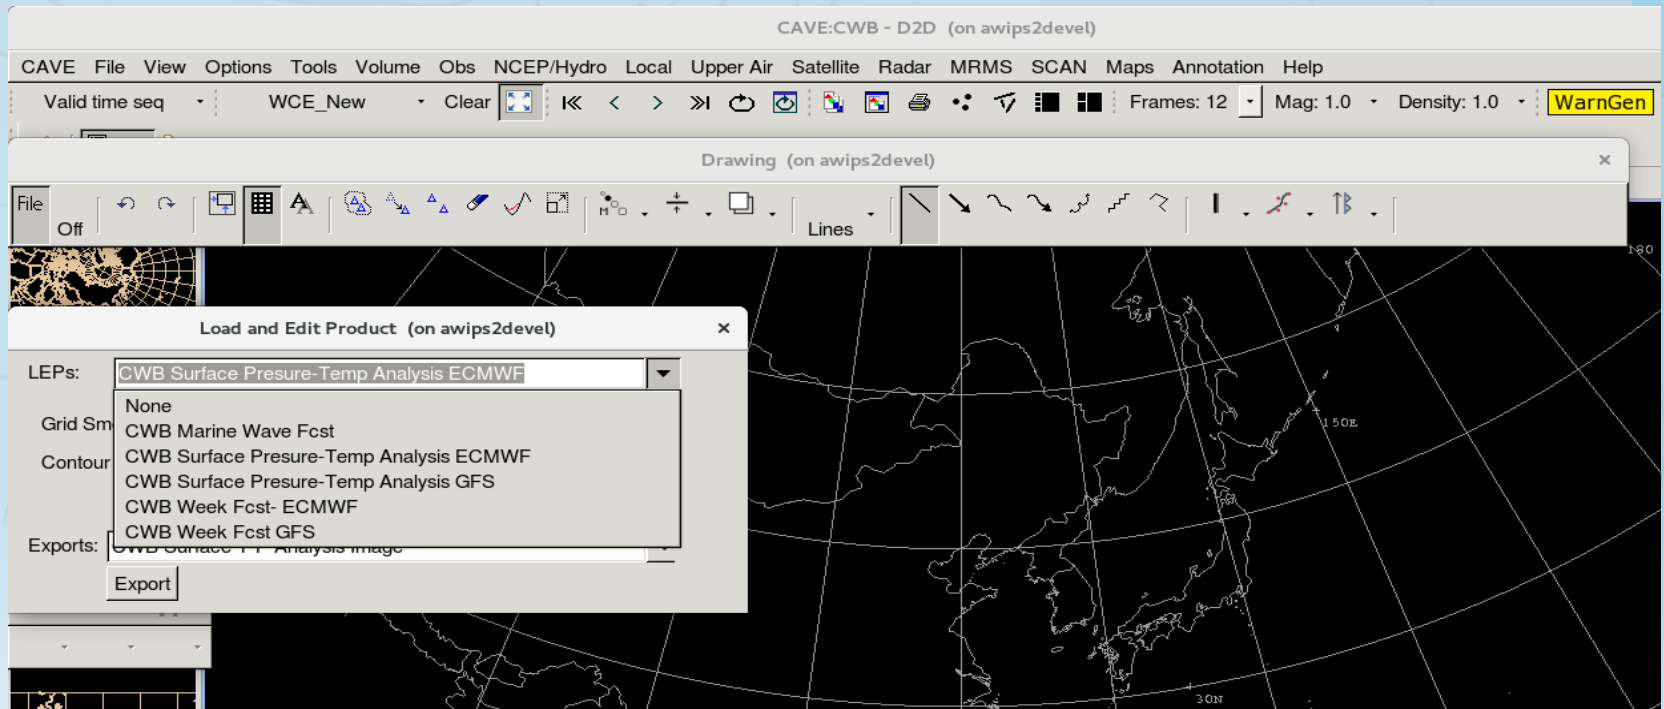 CAVE:CWB - D2D (on awips2devel)
CAVE File View Options Tools Volume Obs NCEP/Hydro Local Upper Air Satellite Radar MRMS SCAN Maps Annotation Help
Valid time seq WCE_New Clear Frames: 12 Mag: 1.0 Density: 1.0 WarnGen
Drawing (on awips2devel)
File Off Lines
180
Load and Edit Product (on awips2devel)
LEPs: CWB Surface Presure-Temp Analysis ECMWF
None
Grid Sm
CWB Marine Wave Fcst
150E
Contour
CWB Surface Presure-Temp Analysis ECMWF
CWB Surface Presure-Temp Analysis GFS
CWB Week Fcst- ECMWF
CWB Week Fcst GFS
Exports: CWB Surface Analysis Image
Export
30N